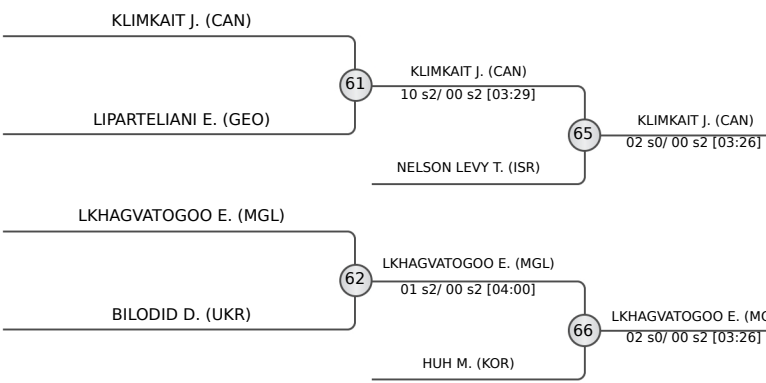 KLIMKAIT J. (CAN)
61
LIPARTELIANI E. (GEO)
KLIMKAIT J. (CAN)
10 s2/ 00 s2 [03:29]
65
NELSON LEVY T. (ISR)
KLIMKAIT J. (CAN)
02 s0/ 00 s2 [03:26]
LKHAGVATOGOO E. (MGL)
62
BILODID D. (UKR)
LKHAGVATOGOO E. (MGL)
01 s2/ 00 s2 [04:00]
66
HUH M. (KOR)
LKHAGVATOGOO E.
02 s0/ 00 s2 [03:26]